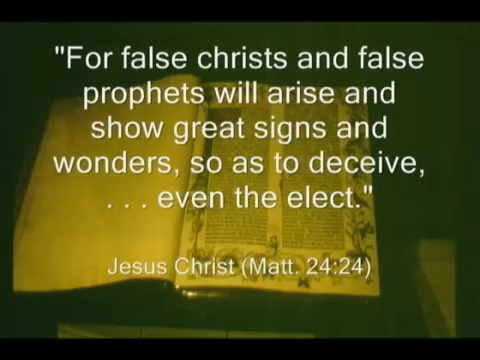 "For false christs and false
prophets will arise and
show great signs and
wonders, so as to deceive,
. . . even the elect."
Jesus Christ (Matt. 24:24)